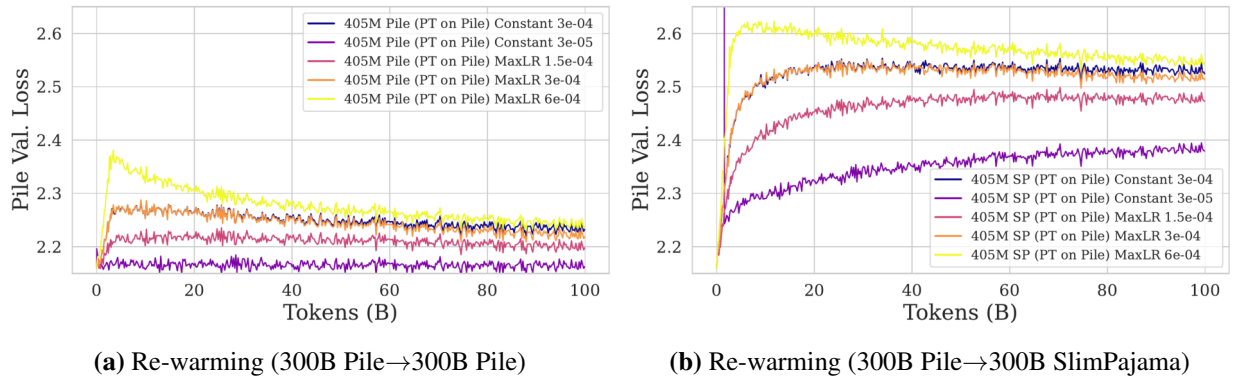 Pile Val. Loss
2.6
2.5
2.4
2.3
2.2
405M Pile (PT on Pile) Constant 3e-04
405M Pile (PT on Pile) Constant 3e-05
405M Pile (PT on Pile) MaxLR 1.5e-04
405M Pile (PT on Pile) MaxLR 3e-04
405M Pile (PT on Pile) MaxLR 6e-04
0 20 40 60 80 100
Tokens (B)
(a) Re-warming (300B Pile→300B Pile)
Pile Val. Loss
2.6
2.5
2.4
2.3
2.2
405M SP (PT on Pile) Constant 3e-04
405M SP (PT on Pile) Constant 3e-05
405M SP (PT on Pile) MaxLR 1.5e-04
405M SP (PT on Pile) MaxLR 3e-04
405M SP (PT on Pile) MaxLR 6e-04
0 20 40 60 80 100
Tokens (B)
(b) Re-warming (300B Pile→300B SlimPajama)